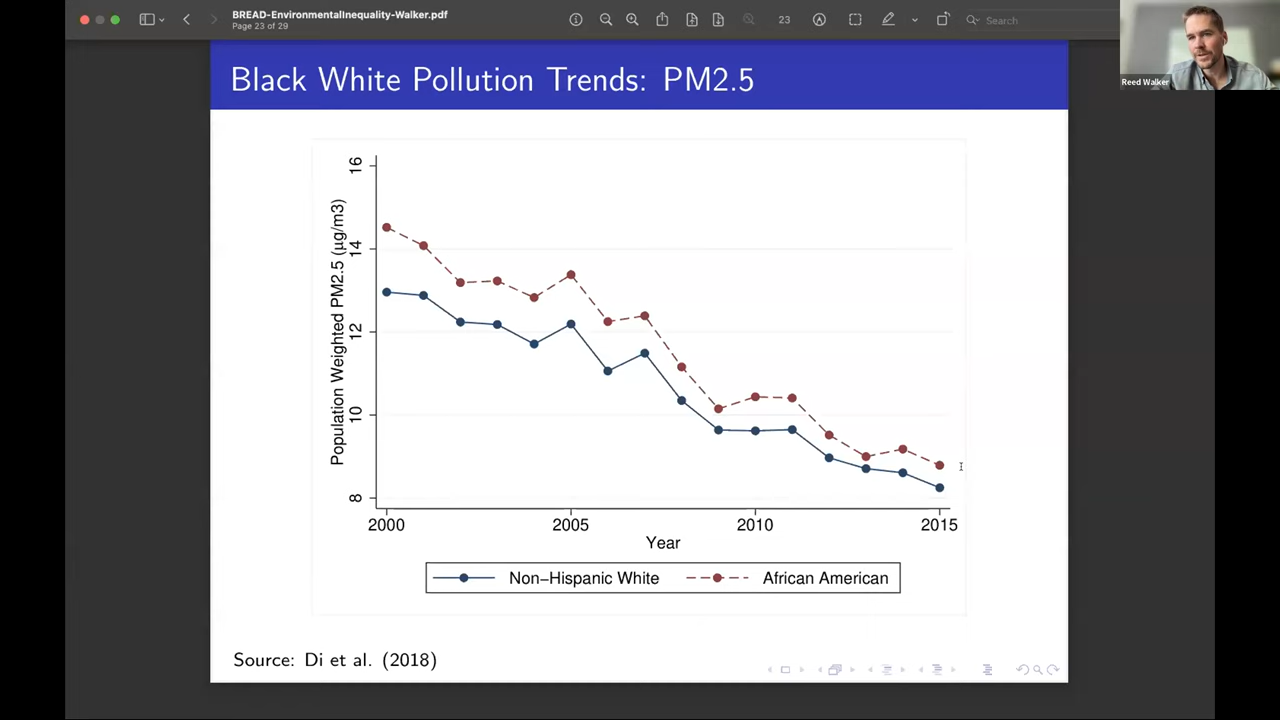 BREAD-EnvironmentalInequality-Walker.pdf
Page 23 of 29
23
Search
Reed Walker
Black White Pollution Trends: PM2.5
Population Weighted PM2.5 (µg/m3)
16
14
12
10
8
2000 2005 2010 2015
Year
Non−Hispanic White African American
Source: Di et al. (2018)